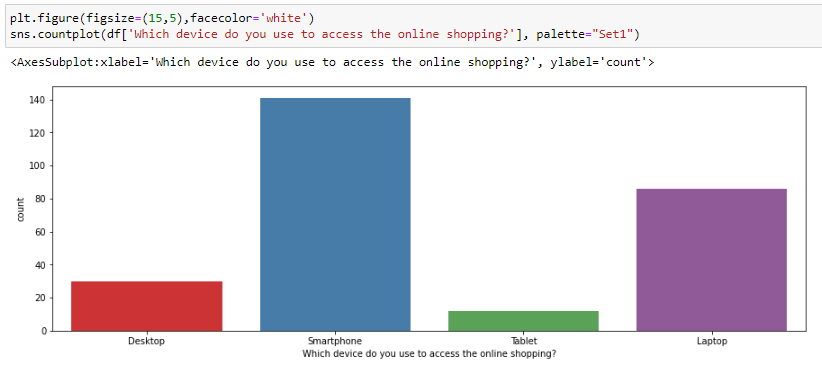 plt.figure(figsize=(15,5),facecolor='white')
sns.countplot(df['Which device do you use to access the online shopping?'], palette="Set1")
<AxesSubplot:xlabel='Which device do you use to access the online shopping?', ylabel='count'>
140
120
100
80
60
40
20
0
count
Desktop Smartphone Tablet Laptop
Which device do you use to access the online shopping?